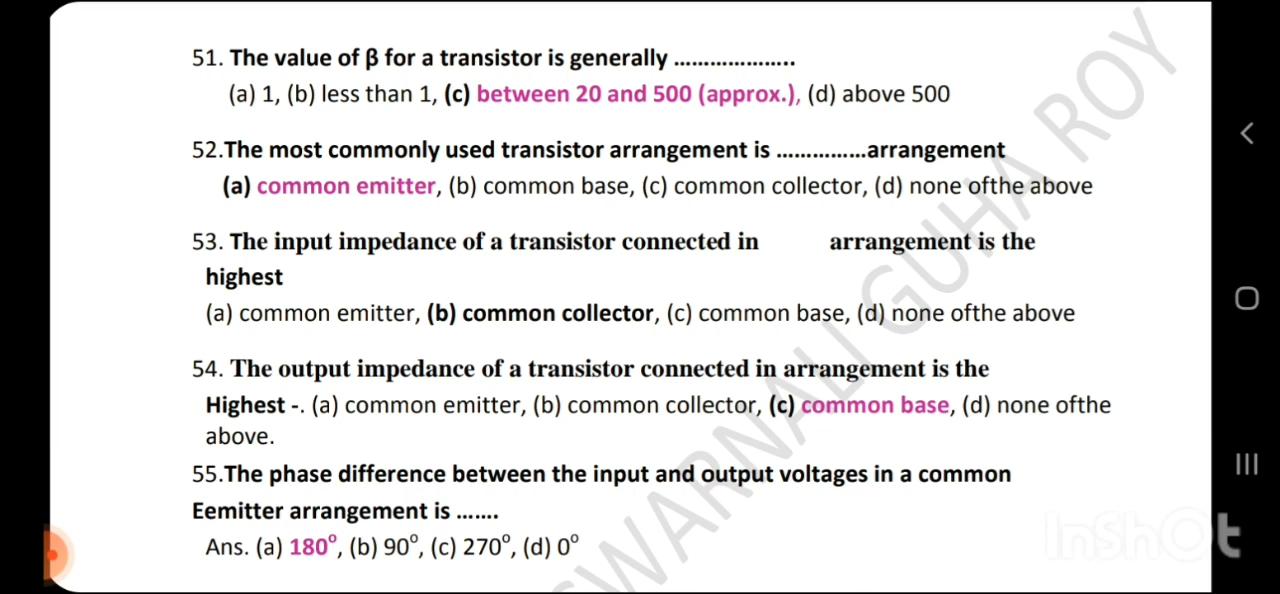 51. The value of β for a transistor is generally .....................
(a) 1, (b) less than 1, (c) between 20 and 500 (approx.), (d) above 500
52.The most commonly used transistor arrangement is ...............arrangement
(a) common emitter, (b) common base, (c) common collector, (d) none ofthe above
53. The input impedance of a transistor connected in arrangement is the
highest
(a) common emitter, (b) common collector, (c) common base, (d) none ofthe above
54. The output impedance of a transistor connected in arrangement is the
Highest -. (a) common emitter, (b) common collector, (c) common base, (d) none ofthe
above.
55.The phase difference between the input and output voltages in a common
Eemitter arrangement is .......
Ans. (a) 180°, (b) 90°, (c) 270°, (d) 0°
SWARNALI GUHA ROY
InShOt